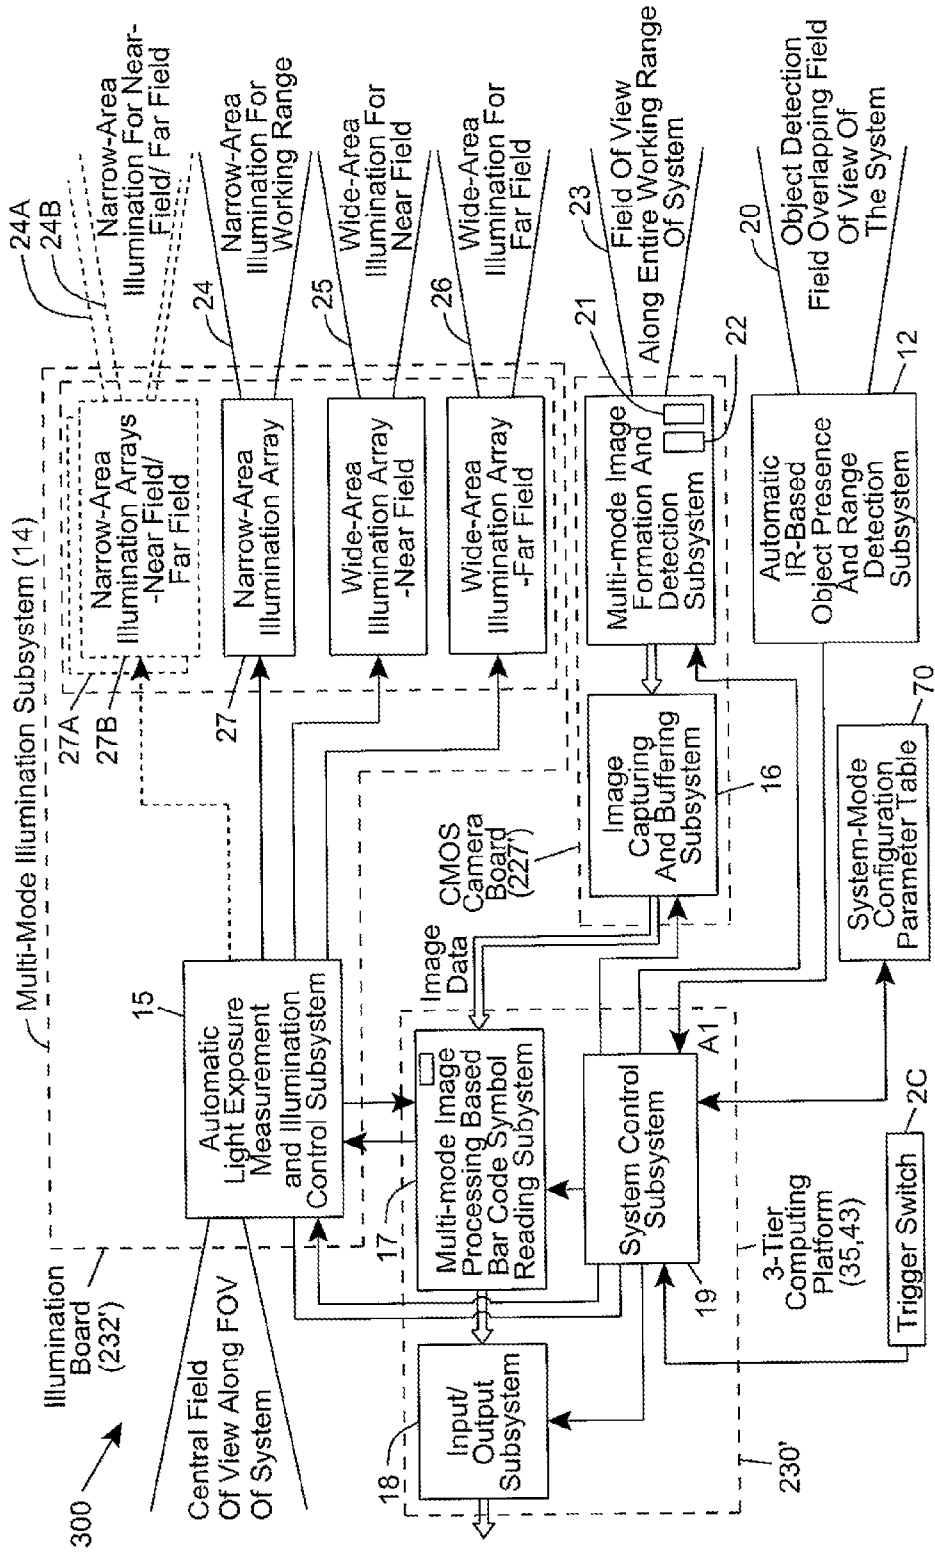 300
Illumination
Board
(232')
Multi-Mode Illumination Subsystem (14)
Central Field
Of View Along FOV
Of System
15
Automatic
Light Exposure
Measurement
and Illumination
Control Subsystem
27A
27B
Narrow-Area
Illumination Arrays
-Near Field/
Far Field
24A
24B
Narrow-Area
Illumination For Near-
Field/ Far Field
27
Narrow-Area
Illumination Array
24
Narrow-Area
Illumination For
Working Range
Wide-Area
Illumination Array
-Near Field
25
Wide-Area
Illumination For
Near Field
Wide-Area
Illumination Array
-Far Field
26
Wide-Area
Illumination For
Far Field
18
Input/
Output
Subsystem
17
Multi-mode Image
Processing Based
Bar Code Symbol
Reading Subystem
Image
Data
CMOS
Camera
Board
(227')
Image
Capturing
And Buffering
Subsystem
16
Multi-mode Image
Formation And
Detection
Subsystem
21
22
23
Field Of View
Along Entire Working Range
Of System
19
System Control
Subsystem
A1
230'
3-Tier
Computing
Platform
(35,43)
Trigger Switch
2C
System-Mode
Configuration
Parameter Table
70
Automatic
IR-Based
Object Presence
And Range
Detection
Subsystem
12
20
Object Detection
Field Overlapping Field
Of View Of
The System